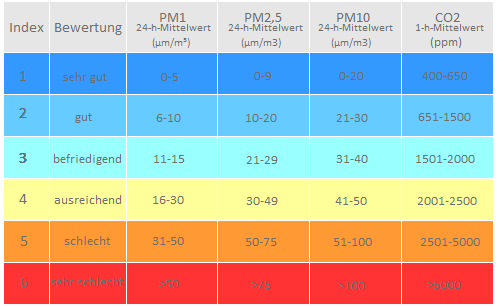 Index Bewertung PM1 PM2,5 PM10 CO2
24-h-Mittelwert 24-h-Mittelwert 24-h-Mittelwert 1-h-Mittelwert
(µm/m³) (µm/m3) (µm/m3) (ppm)
1 sehr gut 0-5 0-9 0-20 400-650
2 gut 6-10 10-20 21-30 651-1500
3 befriedigend 11-15 21-29 31-40 1501-2000
4 ausreichend 16-30 30-49 41-50 2001-2500
5 schlecht 31-50 50-75 51-100 2501-5000
6 sehr schlecht >50 >75 >100 >5000